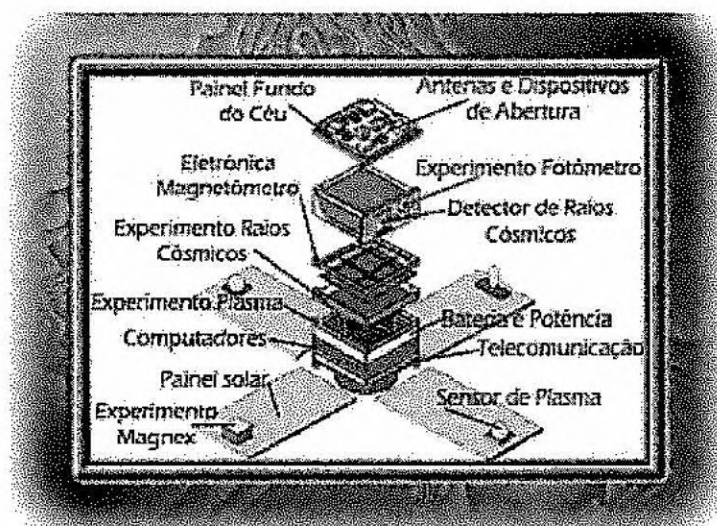 Painel Fundo
do Céu
Antenas e Dispositivos
de Abertura
Eletrônica
Magnetômetro
Experimento Fotômetro
Detector de Raios
Cósmicos
Experimento Raios
Cósmicos
Experimento Plasma
Computadores
Bateria e Potência
Telecomunicação
Painel solar
Experimento
Magnex
Sensor de Plasma